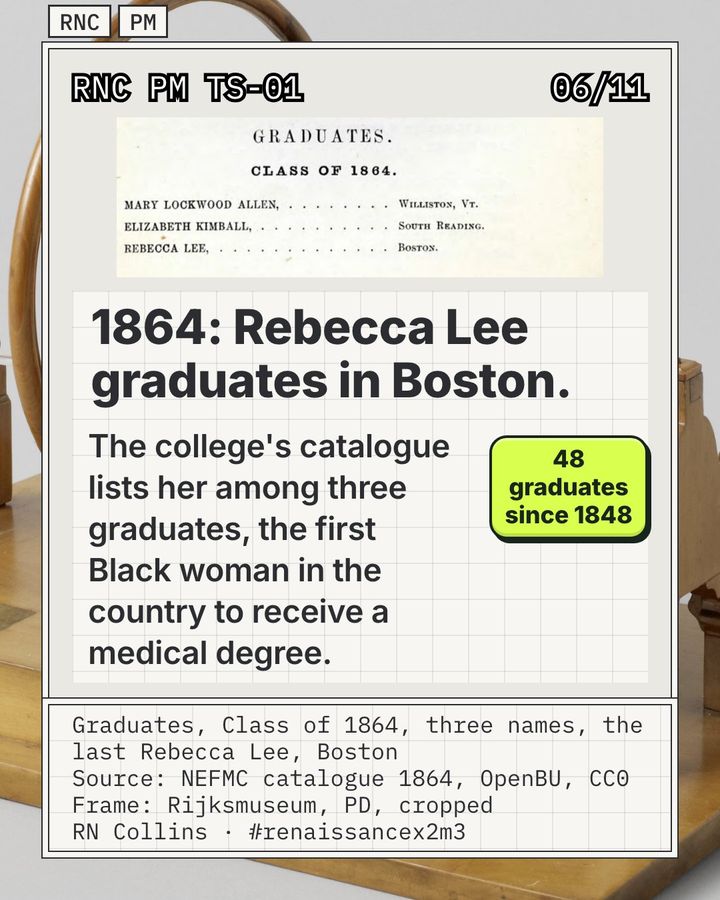 RNC PM
RNC PM TS-01 06/11
GRADUATES.
CLASS OF 1864.
MARY LOCKWOOD ALLEN, . . . . . . . . WILLISTON, VT.
ELIZABETH KIMBALL, . . . . . . . . . . SOUTH READING.
REBECCA LEE, . . . . . . . . . . . . . BOSTON.
1864: Rebecca Lee
graduates in Boston.
The college's catalogue
lists her among three
graduates, the first
Black woman in the
country to receive a
medical degree.
48
graduates
since 1848
Graduates, Class of 1864, three names, the
last Rebecca Lee, Boston
Source: NEFMC catalogue 1864, OpenBU, CC0
Frame: Rijksmuseum, PD, cropped
RN Collins · #renaissancex2m3